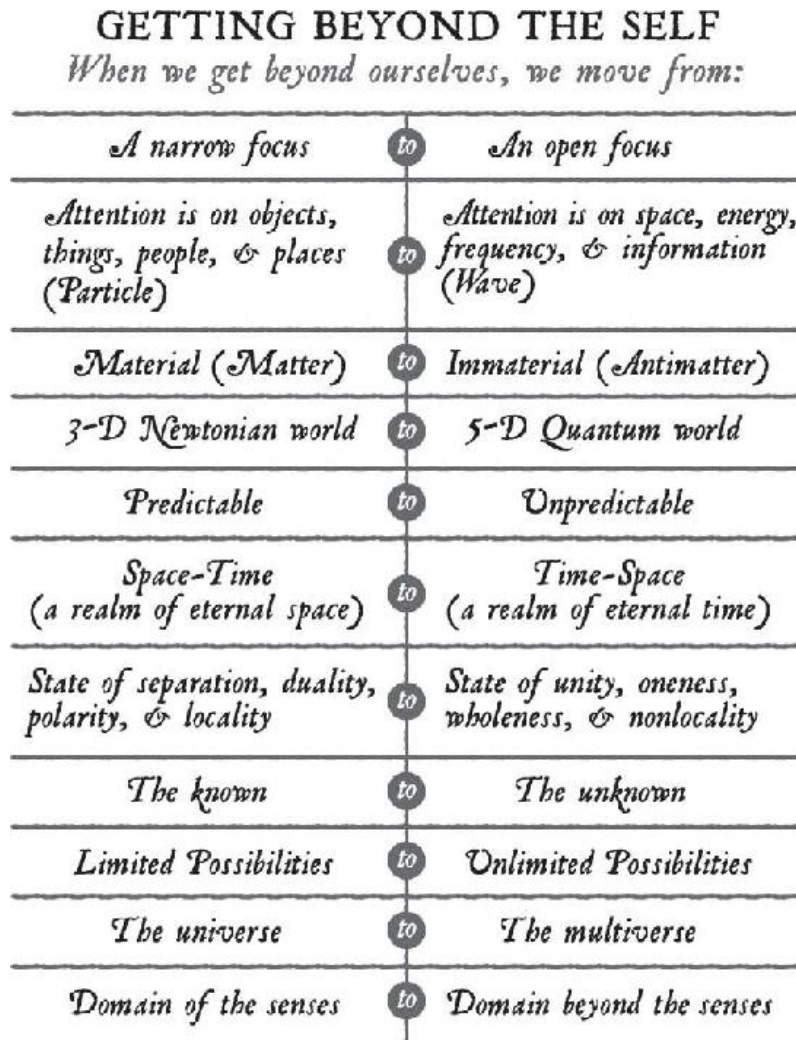 GETTING BEYOND THE SELF
When we get beyond ourselves, we move from:
A narrow focus to An open focus
Attention is on objects,
things, people, & places
(Particle)
to
Attention is on space, energy,
frequency, & information
(Wave)
Material (Matter) to Immaterial (Antimatter)
3-D Newtonian world to 5-D Quantum world
Predictable to Unpredictable
Space-Time
(a realm of eternal space)
to
Time-Space
(a realm of eternal time)
State of separation, duality,
polarity, & locality
to
State of unity, oneness,
wholeness, & nonlocality
The known to The unknown
Limited Possibilities to Unlimited Possibilities
The universe to The multiverse
Domain of the senses to Domain beyond the senses